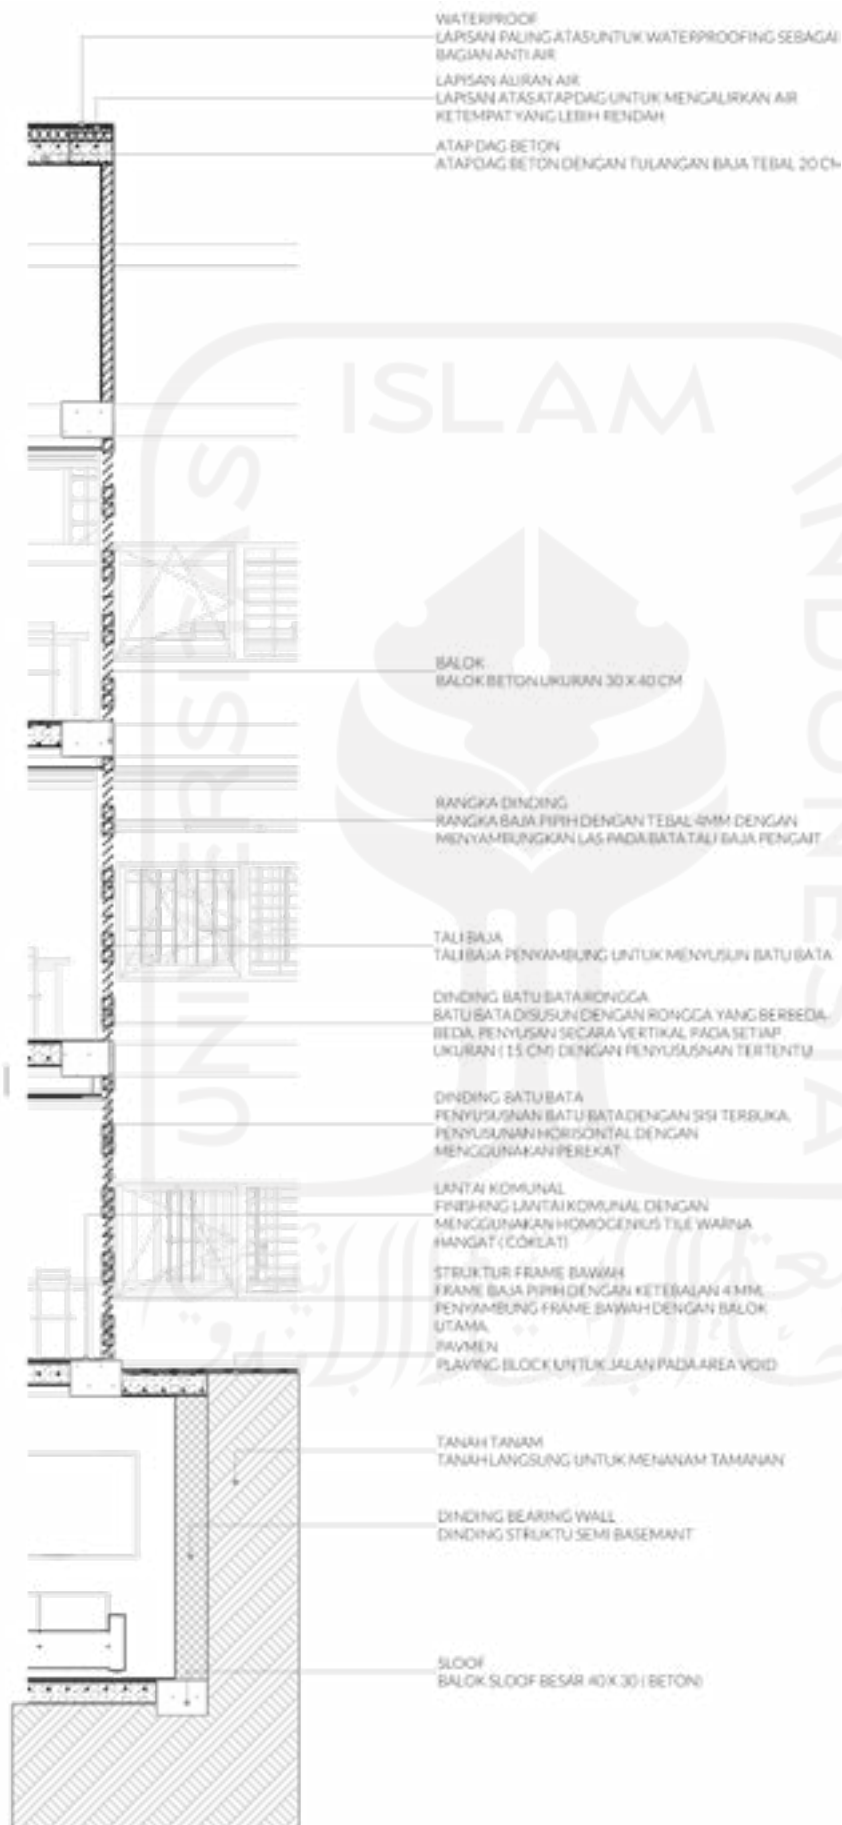 WATERPROOF
LAPISAN PALING ATAS UNTUK WATERPROOFING SEBAGAI
BAGIAN ANTI AIR
LAPISAN ALIRAN AIR
LAPISAN ATAS ATAP DAG UNTUK MENGALIRKAN AIR
KETEMPAT YANG LEBIH RENDAH
ATAP DAG BETON
ATAP DAG BETON DENGAN TULANGAN BAJA TEBAL 20 CM
BALOK
BALOK BETON UKURAN 30 X 40 CM
RANGKA DINDING
RANGKA BAJA PIPIH DENGAN TEBAL 4MM DENGAN
MENYAMBUNGKAN LAS PADA BATA TALI BAJA PENGAIT
TALI BAJA
TALI BAJA PENYAMBUNG UNTUK MENYUSUN BATU BATA
DINDING BATU BATA RONGGA
BATU BATA DISUSUN DENGAN RONGGA YANG BERBEDA-
BEDA. PENYUSAN SECARA VERTIKAL PADA SETIAP
UKURAN ( 15 CM) DENGAN PENYUSUSNAN TERTENTU
DINDING BATU BATA
PENYUSUSNAN BATU BATA DENGAN SISI TERBUKA.
PENYUSUNAN HORISONTAL DENGAN
MENGGUNAKAN PEREKAT
LANTAI KOMUNAL
FINISHING LANTAI KOMUNAL DENGAN
MENGGUNAKAN HOMOGENIUS TILE WARNA
HANGAT ( COKLAT)
STRUKTUR FRAME BAWAH
FRAME BAJA PIPIH DENGAN KETEBALAN 4 MM.
PENYAMBUNG FRAME BAWAH DENGAN BALOK
UTAMA.
PAVMEN
PLAVING BLOCK UNTUK JALAN PADA AREA VOID
TANAH TANAM
TANAH LANGSUNG UNTUK MENANAM TAMANAN
DINDING BEARING WALL
DINDING STRUKTU SEMI BASEMANT
SLOOF
BALOK SLOOF BESAR 40 X 30 ( BETON)
UNIVERSITAS
ISLAM
INDONESIA